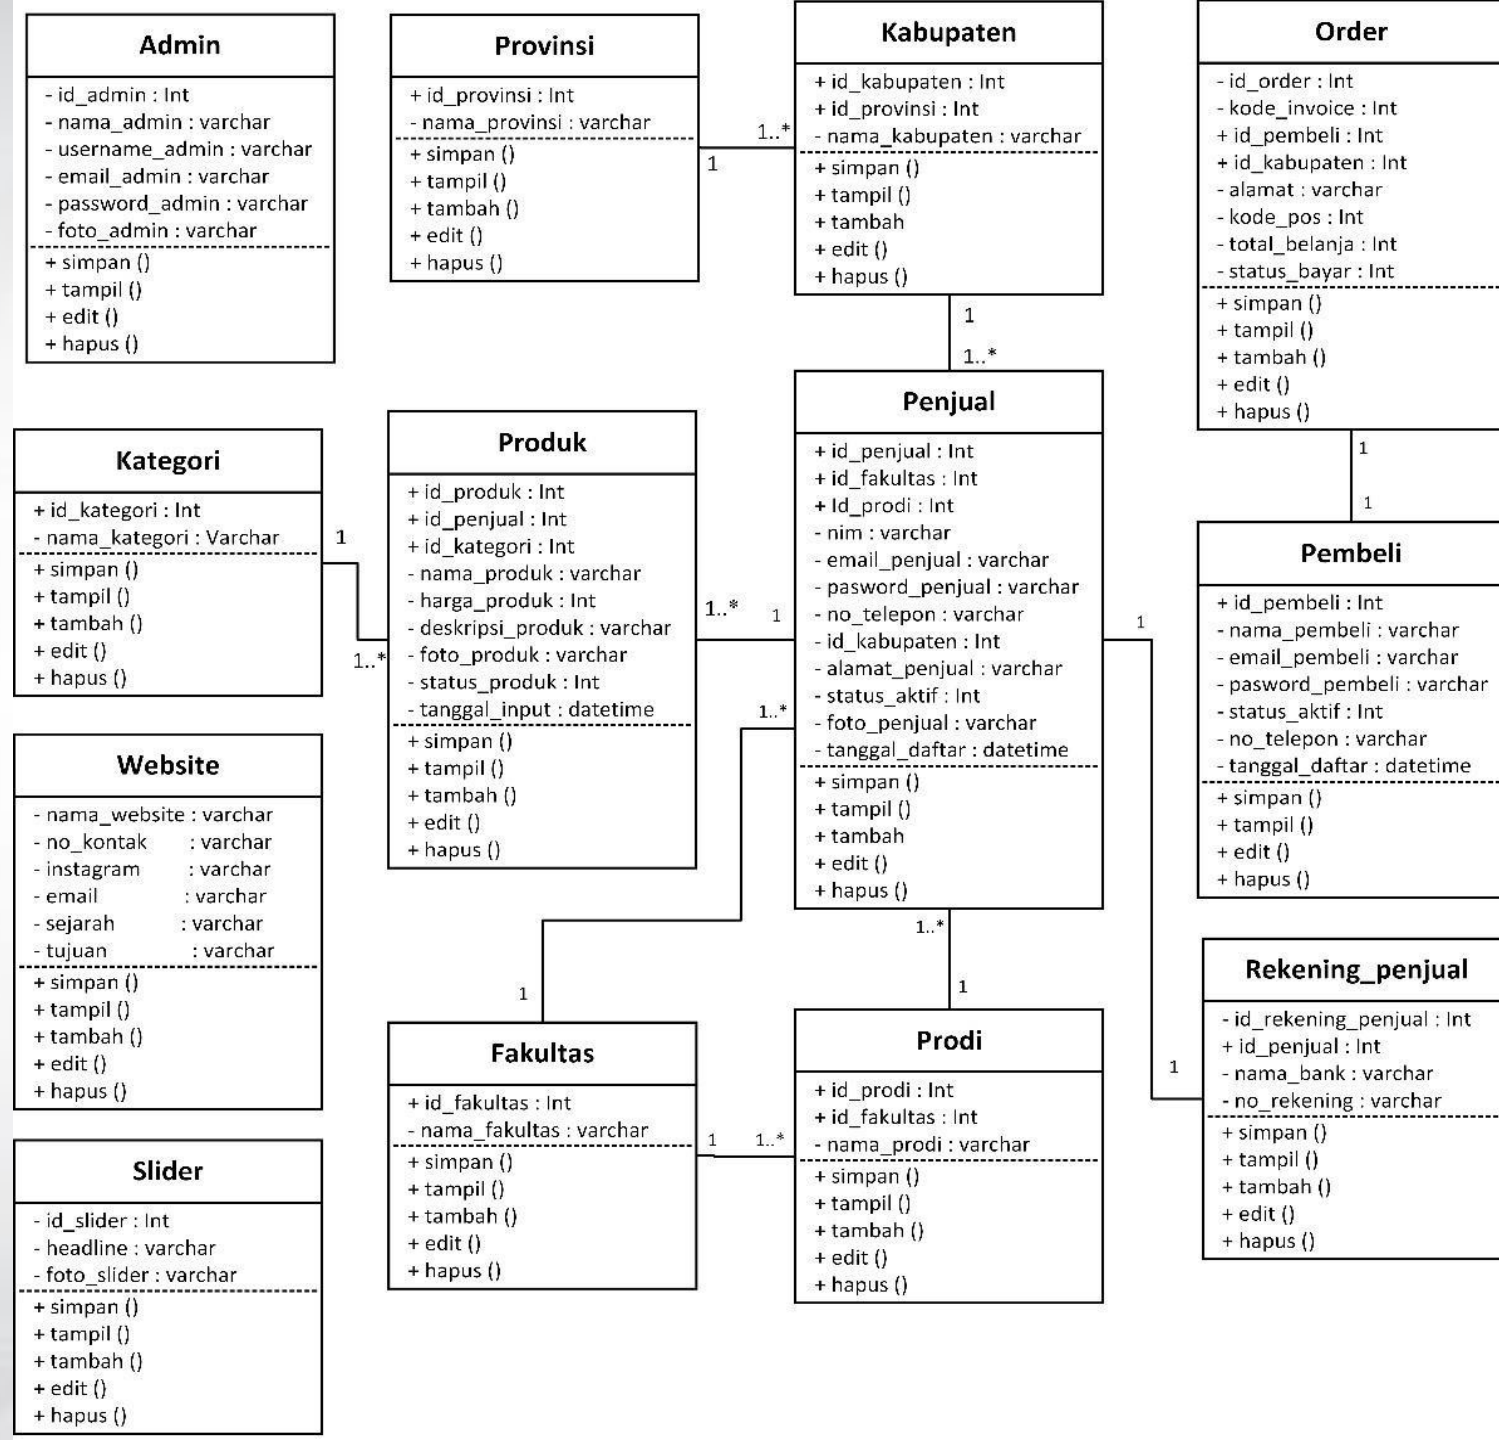 Admin
- id_admin : Int
- nama_admin : varchar
- username_admin : varchar
- email_admin : varchar
- password_admin : varchar
- foto_admin : varchar
+ simpan ()
+ tampil ()
+ edit ()
+ hapus ()
Provinsi
+ id_provinsi : Int
- nama_provinsi : varchar
+ simpan ()
+ tampil ()
+ tambah ()
+ edit ()
+ hapus ()
1
1..*
Kabupaten
+ id_kabupaten : Int
+ id_provinsi : Int
- nama_kabupaten : varchar
+ simpan ()
+ tampil ()
+ tambah
+ edit ()
+ hapus ()
1
1..*
Order
- id_order : Int
- kode_invoice : Int
+ id_pembeli : Int
+ id_kabupaten : Int
- alamat : varchar
- kode_pos : Int
- total_belanja : Int
- status_bayar : Int
+ simpan ()
+ tampil ()
+ tambah ()
+ edit ()
+ hapus ()
1
1
Kategori
+ id_kategori : Int
- nama_kategori : Varchar
+ simpan ()
+ tampil ()
+ tambah ()
+ edit ()
+ hapus ()
1
1..*
Produk
+ id_produk : Int
+ id_penjual : Int
+ id_kategori : Int
- nama_produk : varchar
- harga_produk : Int
- deskripsi_produk : varchar
- foto_produk : varchar
- status_produk : Int
- tanggal_input : datetime
+ simpan ()
+ tampil ()
+ tambah ()
+ edit ()
+ hapus ()
1..*
1
Penjual
+ id_penjual : Int
+ id_fakultas : Int
+ Id_prodi : Int
- nim : varchar
- email_penjual : varchar
- pasword_penjual : varchar
- no_telepon : varchar
- id_kabupaten : Int
- alamat_penjual : varchar
- status_aktif : Int
- foto_penjual : varchar
- tanggal_daftar : datetime
+ simpan ()
+ tampil ()
+ tambah
+ edit ()
+ hapus ()
1..*
1
1..*
1
1
1
Pembeli
+ id_pembeli : Int
- nama_pembeli : varchar
- email_pembeli : varchar
- pasword_pembeli : varchar
- status_aktif : Int
- no_telepon : varchar
- tanggal_daftar : datetime
+ simpan ()
+ tampil ()
+ edit ()
+ hapus ()
Website
- nama_website : varchar
- no_kontak : varchar
- instagram : varchar
- email : varchar
- sejarah : varchar
- tujuan : varchar
+ simpan ()
+ tampil ()
+ tambah ()
+ edit ()
+ hapus ()
Fakultas
+ id_fakultas : Int
- nama_fakultas : varchar
+ simpan ()
+ tampil ()
+ tambah ()
+ edit ()
+ hapus ()
1
1..*
Prodi
+ id_prodi : Int
+ id_fakultas : Int
- nama_prodi : varchar
+ simpan ()
+ tampil ()
+ tambah ()
+ edit ()
+ hapus ()
Rekening_penjual
- id_rekening_penjual : Int
+ id_penjual : Int
- nama_bank : varchar
- no_rekening : varchar
+ simpan ()
+ tampil ()
+ tambah ()
+ edit ()
+ hapus ()
Slider
- id_slider : Int
- headline : varchar
- foto_slider : varchar
+ simpan ()
+ tampil ()
+ tambah ()
+ edit ()
+ hapus ()